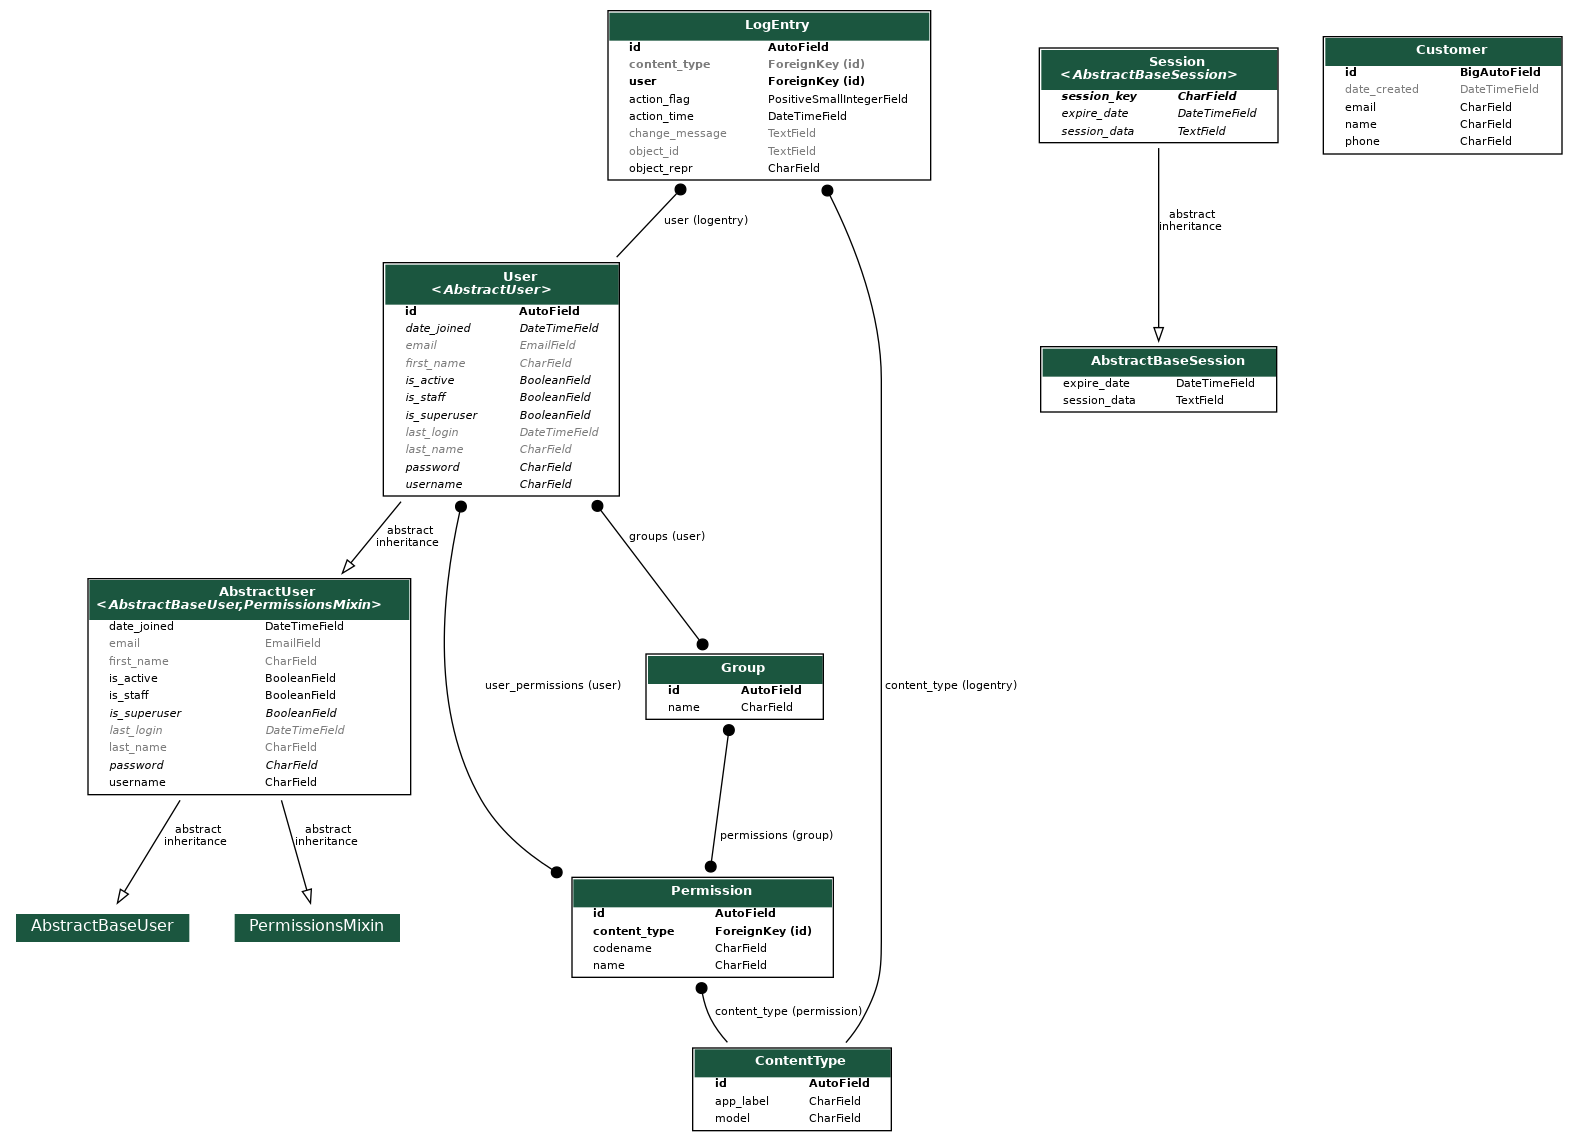 LogEntry
id AutoField
content_type ForeignKey (id)
user ForeignKey (id)
action_flag PositiveSmallIntegerField
action_time DateTimeField
change_message TextField
object_id TextField
object_repr CharField
Session
<AbstractBaseSession>
session_key CharField
expire_date DateTimeField
session_data TextField
Customer
id BigAutoField
date_created DateTimeField
email CharField
name CharField
phone CharField
user (logentry)
abstract
inheritance
User
<AbstractUser>
id AutoField
date_joined DateTimeField
email EmailField
first_name CharField
is_active BooleanField
is_staff BooleanField
is_superuser BooleanField
last_login DateTimeField
last_name CharField
password CharField
username CharField
AbstractBaseSession
expire_date DateTimeField
session_data TextField
abstract
inheritance
groups (user)
AbstractUser
<AbstractBaseUser,PermissionsMixin>
date_joined DateTimeField
email EmailField
first_name CharField
is_active BooleanField
is_staff BooleanField
is_superuser BooleanField
last_login DateTimeField
last_name CharField
password CharField
username CharField
user_permissions (user)
Group
id AutoField
name CharField
content_type (logentry)
abstract
inheritance
abstract
inheritance
permissions (group)
AbstractBaseUser
PermissionsMixin
Permission
id AutoField
content_type ForeignKey (id)
codename CharField
name CharField
content_type (permission)
ContentType
id AutoField
app_label CharField
model CharField